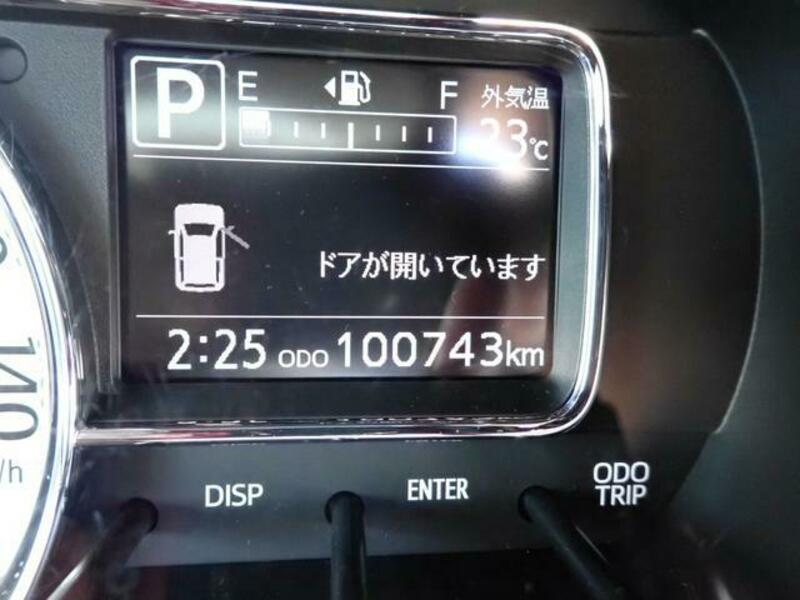 P E F 外気温
23℃
ドアが開いています
2:25 ODO 100743km
140
/h
DISP ENTER ODO
TRIP